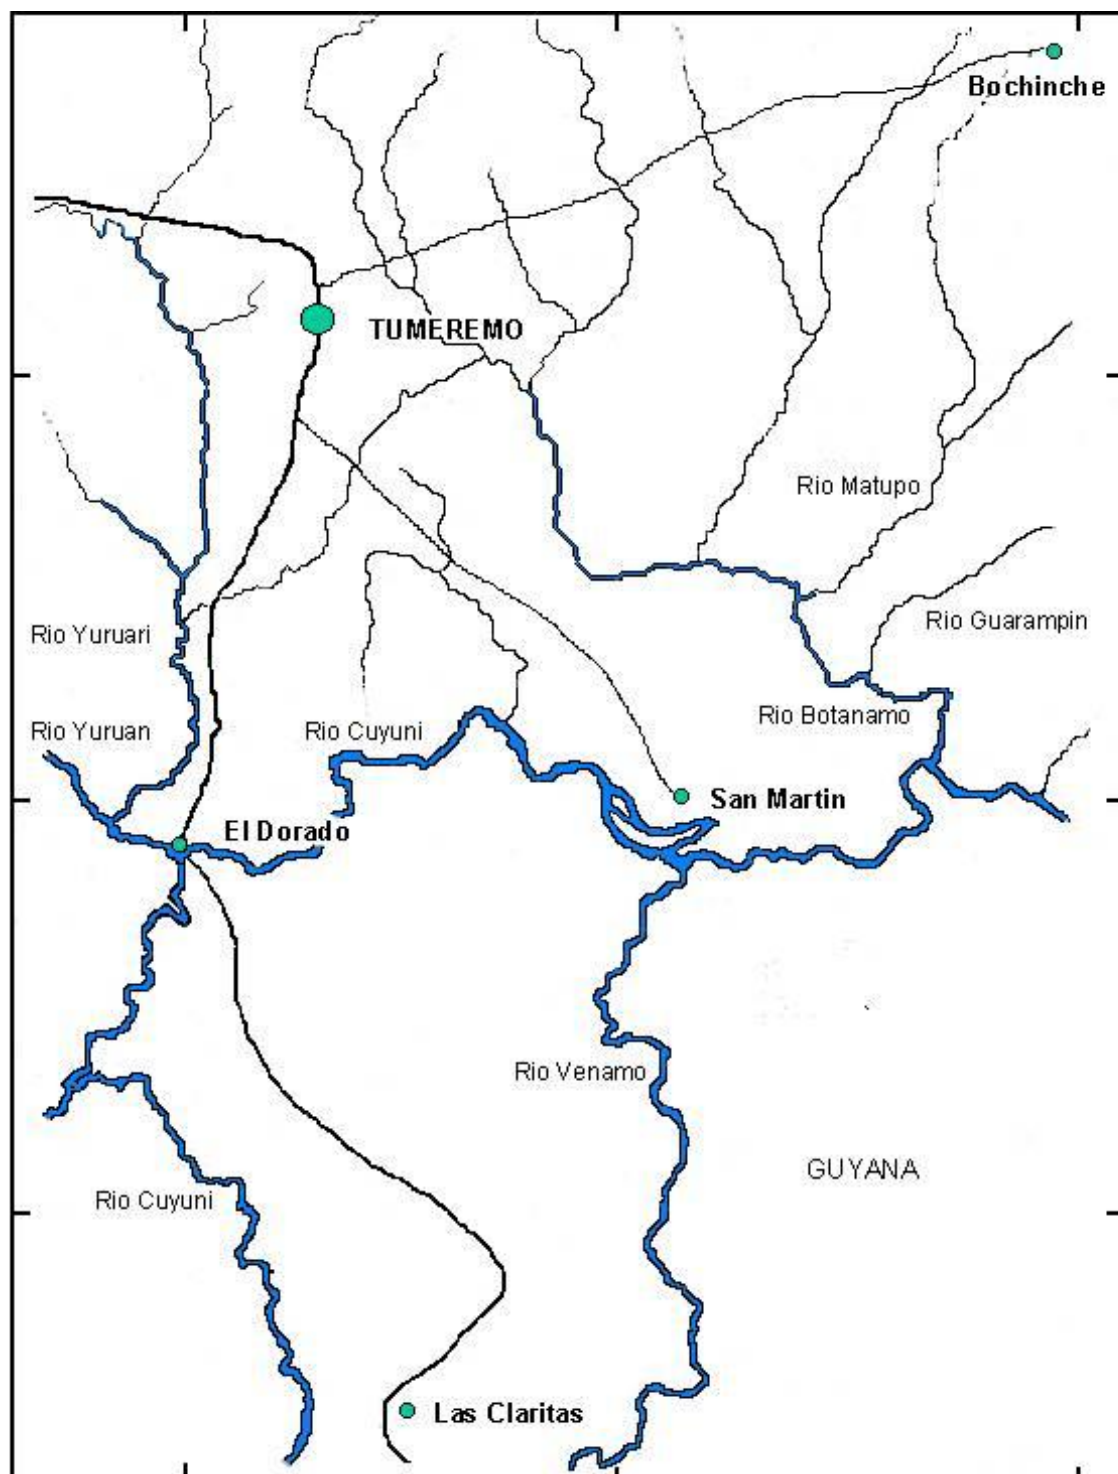 Bochinche
TUMEREMO
Rio Matupo
Rio Guarampin
Rio Yuruari
Rio Botanamo
Rio Yuruan
Rio Cuyuni
San Martin
El Dorado
Rio Venamo
GUYANA
Rio Cuyuni
Las Claritas